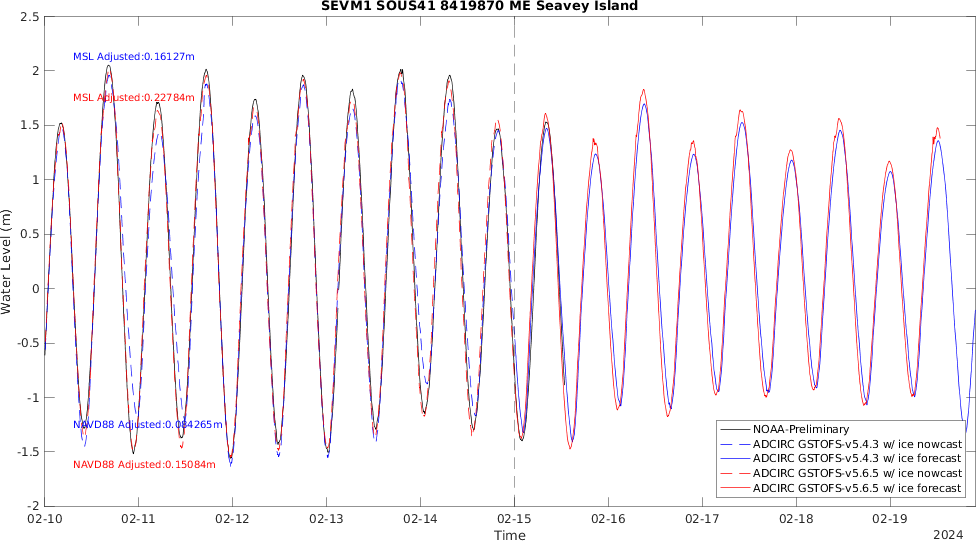 SEVM1 SOUS41 8419870 ME Seavey Island
2.5
2
1.5
1
0.5
0
-0.5
-1
-1.5
-2
Water Level (m)
MSL Adjusted:0.16127m
MSL Adjusted:0.22784m
NAVD88 Adjusted:0.084265m
NAVD88 Adjusted:0.15084m
NOAA-Preliminary
ADCIRC GSTOFS-v5.4.3 w/ ice nowcast
ADCIRC GSTOFS-v5.4.3 w/ ice forecast
ADCIRC GSTOFS-v5.6.5 w/ ice nowcast
ADCIRC GSTOFS-v5.6.5 w/ ice forecast
02-10 02-11 02-12 02-13 02-14 02-15 02-16 02-17 02-18 02-19
Time
2024